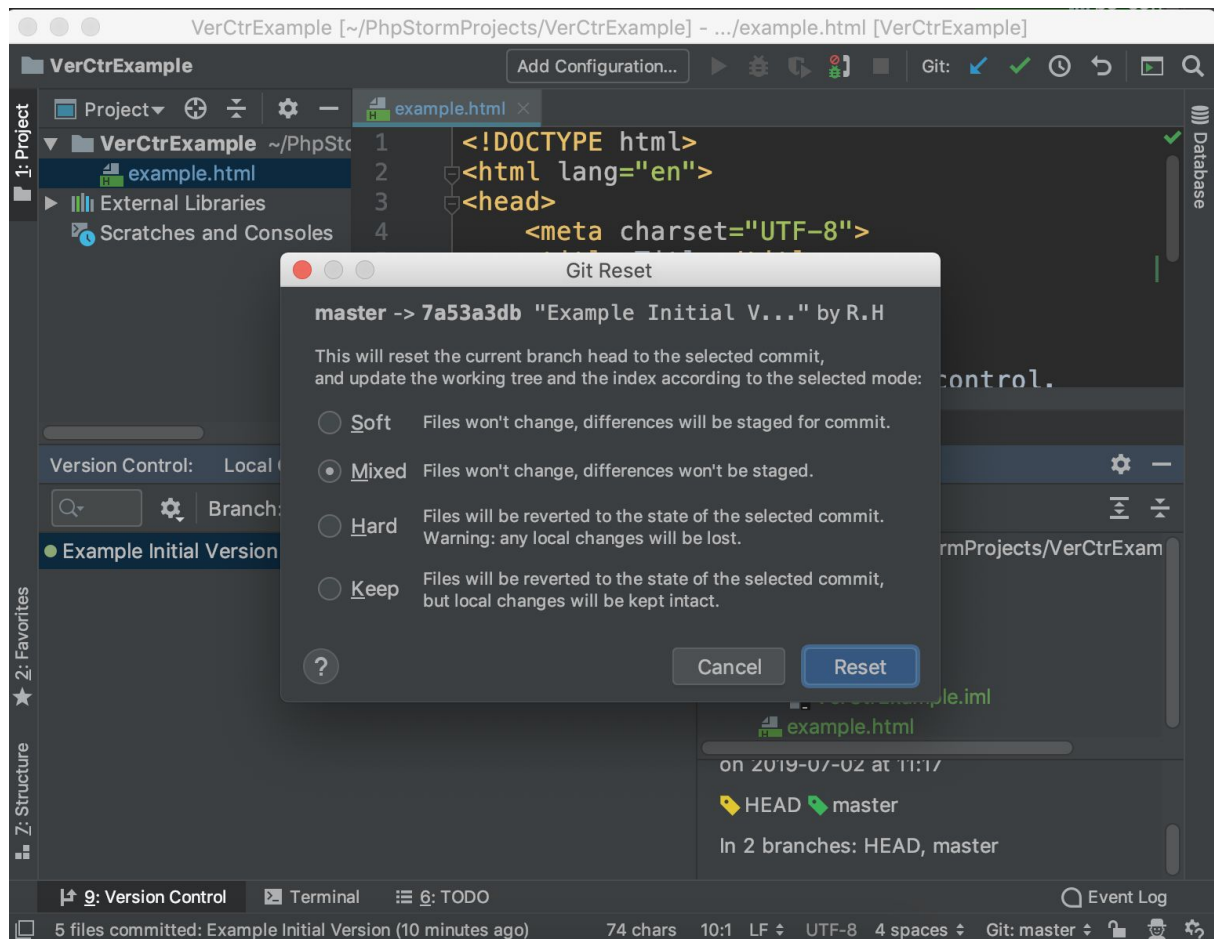 VerCtrExample [~/PhpStormProjects/VerCtrExample] - .../example.html [VerCtrExample]
VerCtrExample
Add Configuration...
Git:
1: Project
Project
example.html
VerCtrExample ~/PhpSto
example.html
External Libraries
Scratches and Consoles
1 <!DOCTYPE html>
2 <html lang="en">
3 <head>
4 <meta charset="UTF-8">
control.
Database
Git Reset
master -> 7a53a3db "Example Initial V..." by R.H
This will reset the current branch head to the selected commit,
and update the working tree and the index according to the selected mode:
Soft Files won't change, differences will be staged for commit.
Mixed Files won't change, differences won't be staged.
Hard Files will be reverted to the state of the selected commit.
Warning: any local changes will be lost.
Keep Files will be reverted to the state of the selected commit,
but local changes will be kept intact.
?
Cancel
Reset
Version Control: Local
Branch:
Example Initial Version
rmProjects/VerCtrExam
VerCtrExample.iml
example.html
on 2019-07-02 at 11:17
HEAD master
In 2 branches: HEAD, master
2: Favorites
Z: Structure
9: Version Control
Terminal
6: TODO
Event Log
5 files committed: Example Initial Version (10 minutes ago)
74 chars 10:1 LF UTF-8 4 spaces Git: master